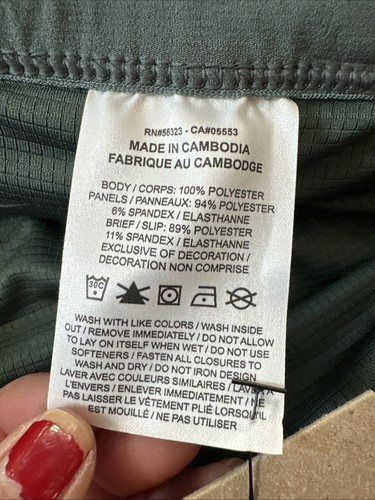 RN#56323 - CA#05553
MADE IN CAMBODIA
FABRIQUE AU CAMBODGE
BODY / CORPS: 100% POLYESTER
PANELS / PANNEAUX: 94% POLYESTER
6% SPANDEX / ELASTHANNE
BRIEF / SLIP: 89% POLYESTER
11% SPANDEX / ELASTHANNE
EXCLUSIVE OF DECORATION /
DECORATION NON COMPRISE
30C
WASH WITH LIKE COLORS / WASH INSIDE
OUT / REMOVE IMMEDIATELY / DO NOT ALLOW
TO LAY ON ITSELF WHEN WET / DO NOT USE
SOFTENERS / FASTEN ALL CLOSURES TO
WASH AND DRY / DO NOT IRON DESIGN
LAVER AVEC COULEURS SIMILAIRES / LAVER À
L'ENVERS / ENLEVER IMMÉDIATEMENT / NE
PAS LAISSER LE VÊTEMENT PLIÉ LORSQU'IL
EST MOUILLÉ / NE PAS UTILISER